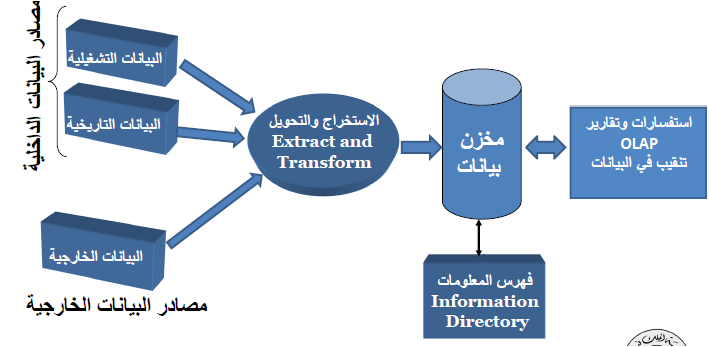 مصادر البيانات الداخلية
البيانات التشغيلية
البيانات التاريخية
البيانات الخارجية
مصادر البيانات الخارجية
الاستخراج والتحويل
Extract and
Transform
مخزن
بيانات
استفسارات وتقارير
OLAP
تنقيب في البيانات
فهرس المعلومات
Information
Directory